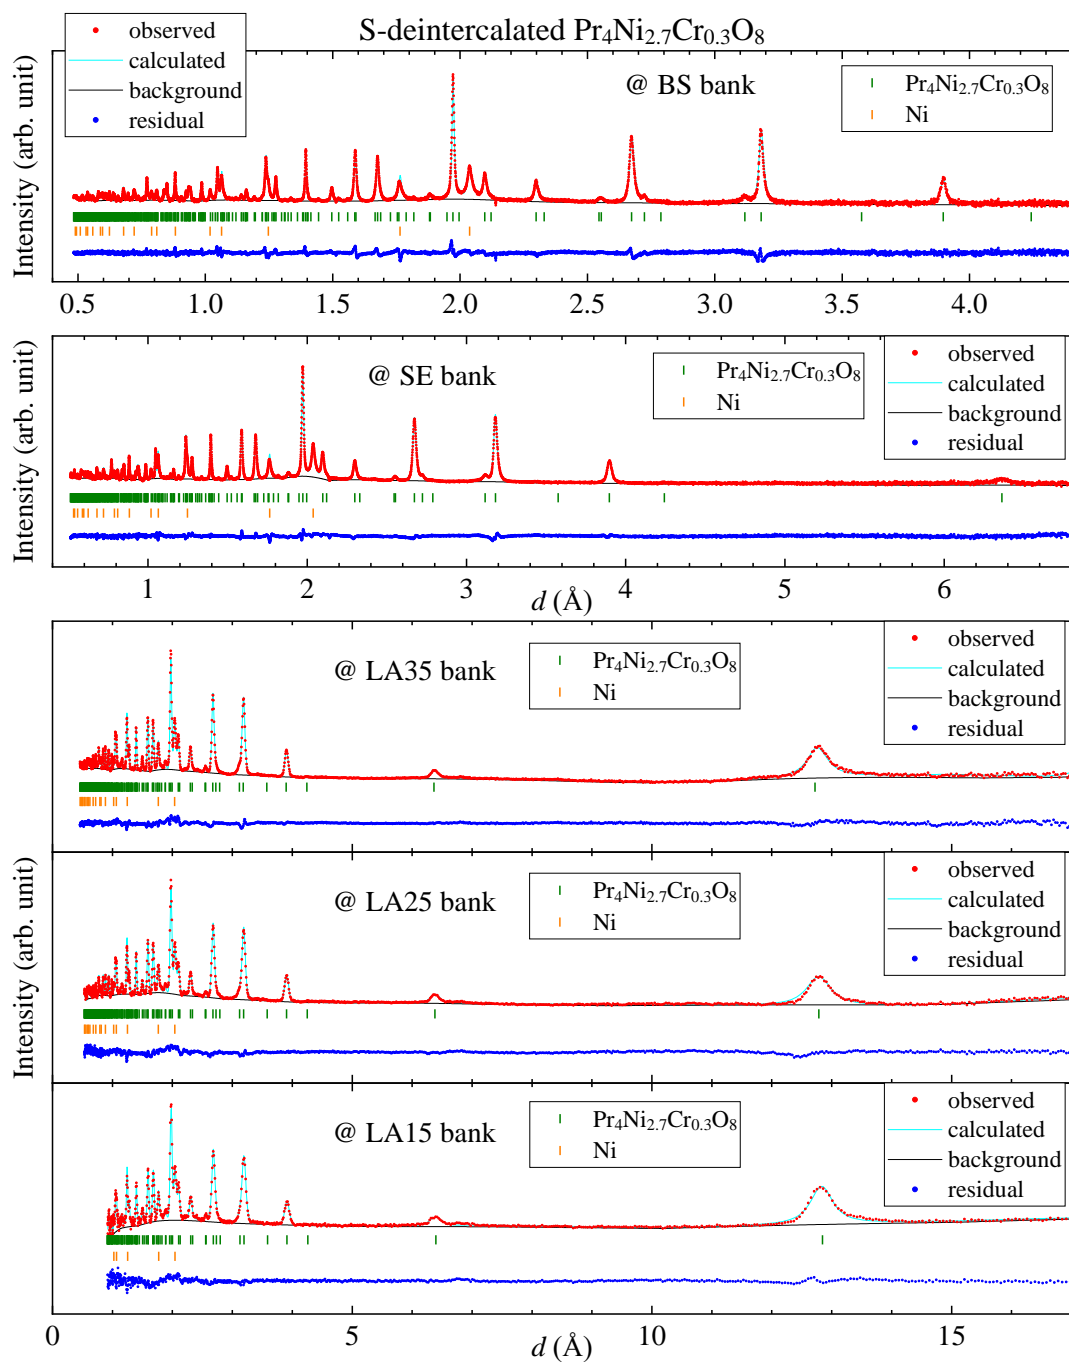 S-deintercalated Pr₄Ni₂.₇Cr₀.₃O₈
observed
calculated
background
residual
@ BS bank
Pr₄Ni₂.₇Cr₀.₃O₈
Ni
Intensity (arb. unit)
0.5 1.0 1.5 2.0 2.5 3.0 3.5 4.0
@ SE bank
Pr₄Ni₂.₇Cr₀.₃O₈
Ni
observed
calculated
background
residual
Intensity (arb. unit)
1 2 3 4 5 6
d (Å)
@ LA35 bank
Pr₄Ni₂.₇Cr₀.₃O₈
Ni
observed
calculated
background
residual
@ LA25 bank
Pr₄Ni₂.₇Cr₀.₃O₈
Ni
observed
calculated
background
residual
Intensity (arb. unit)
@ LA15 bank
Pr₄Ni₂.₇Cr₀.₃O₈
Ni
observed
calculated
background
residual
0 5 10 15
d (Å)